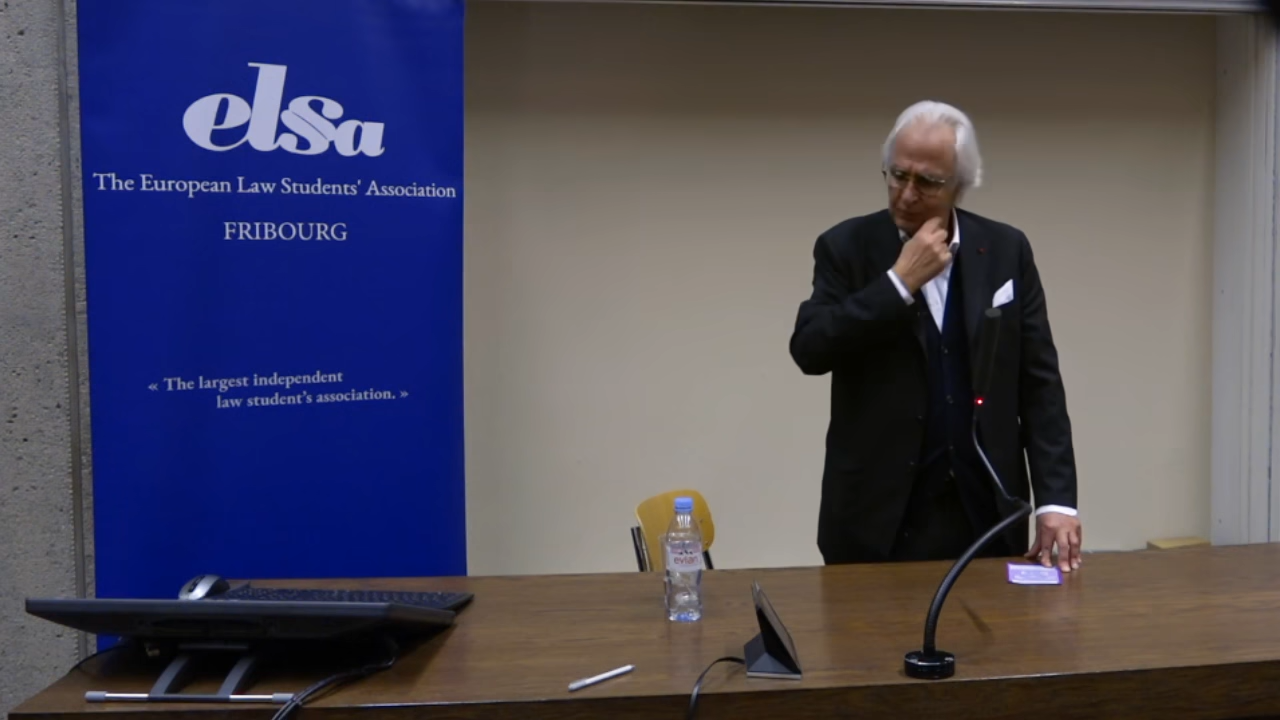 elsa
The European Law Students' Association
FRIBOURG
« The largest independent
law student's association. »
evian